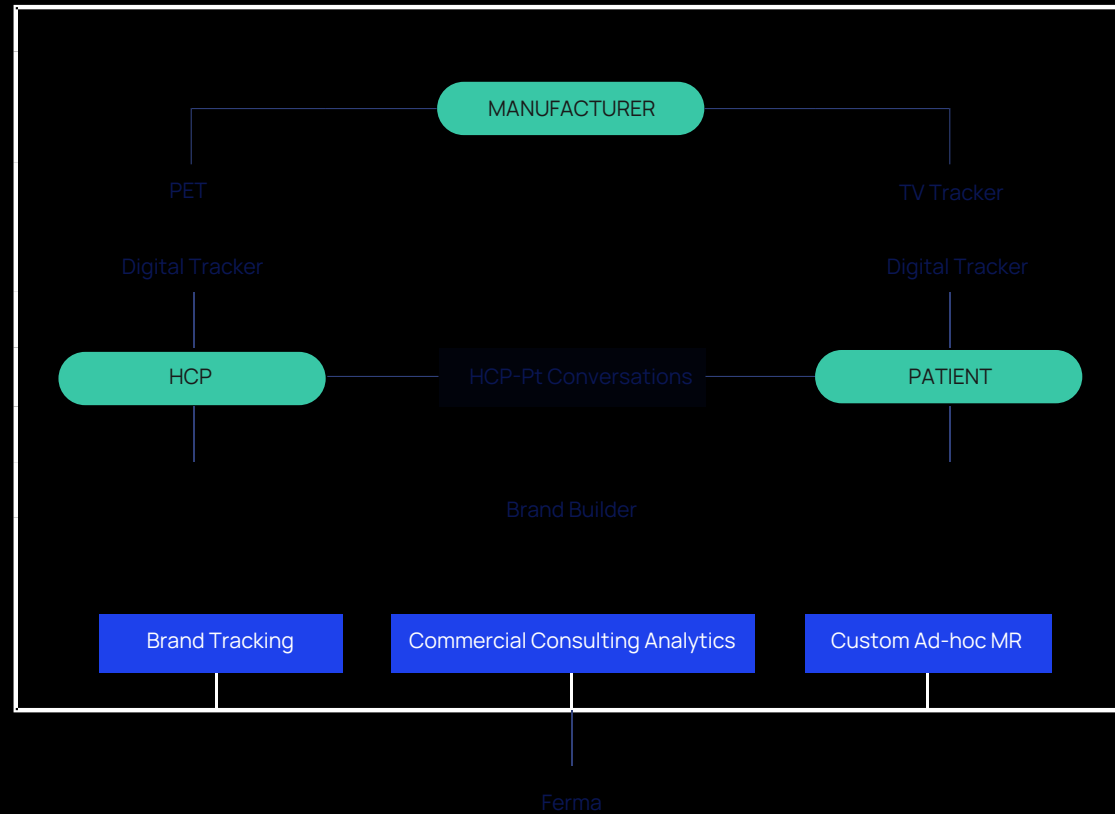 MANUFACTURER
PET
TV Tracker
Digital Tracker
Digital Tracker
HCP
HCP-Pt Conversations
PATIENT
Brand Builder
Brand Tracking
Commercial Consulting Analytics
Custom Ad-hoc MR
Ferma